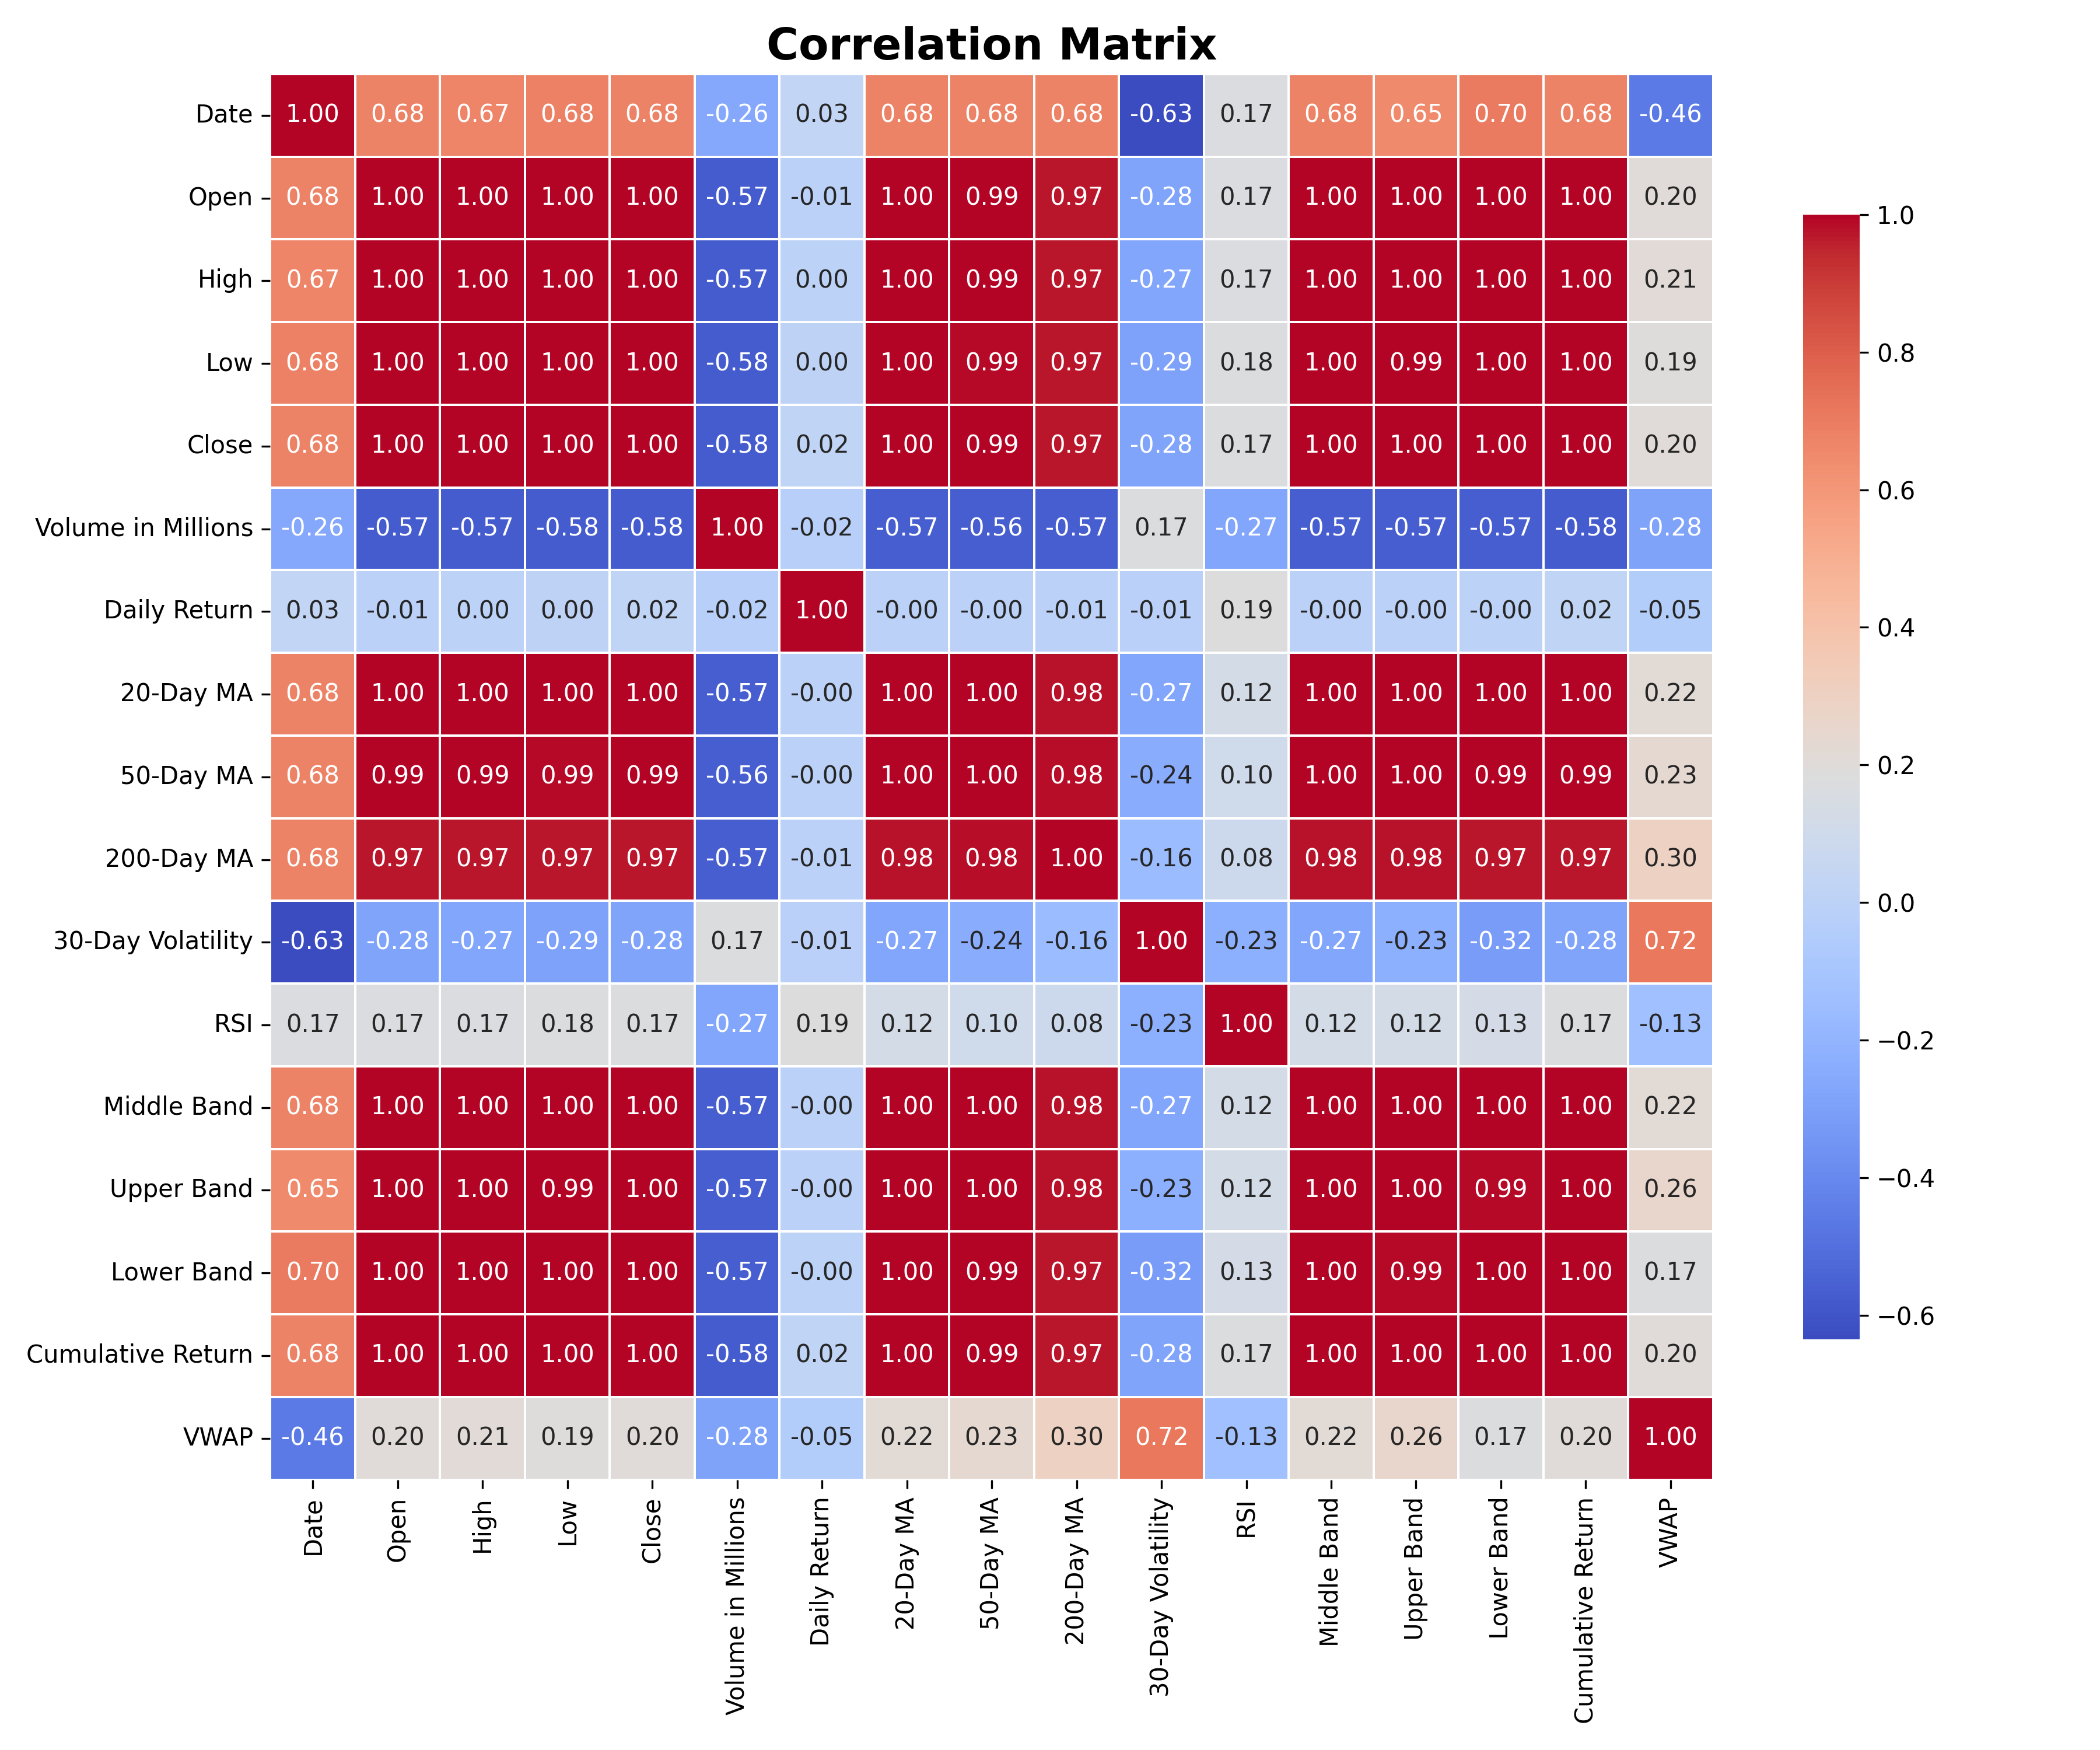 Correlation Matrix
Date 1.00 0.68 0.67 0.68 0.68 -0.26 0.03 0.68 0.68 0.68 -0.63 0.17 0.68 0.65 0.70 0.68 -0.46
Open 0.68 1.00 1.00 1.00 1.00 -0.57 -0.01 1.00 0.99 0.97 -0.28 0.17 1.00 1.00 1.00 1.00 0.20
High 0.67 1.00 1.00 1.00 1.00 -0.57 0.00 1.00 0.99 0.97 -0.27 0.17 1.00 1.00 1.00 1.00 0.21
Low 0.68 1.00 1.00 1.00 1.00 -0.58 0.00 1.00 0.99 0.97 -0.29 0.18 1.00 0.99 1.00 1.00 0.19
Close 0.68 1.00 1.00 1.00 1.00 -0.58 0.02 1.00 0.99 0.97 -0.28 0.17 1.00 1.00 1.00 1.00 0.20
Volume in Millions -0.26 -0.57 -0.57 -0.58 -0.58 1.00 -0.02 -0.57 -0.56 -0.57 0.17 -0.27 -0.57 -0.57 -0.57 -0.58 -0.28
Daily Return 0.03 -0.01 0.00 0.00 0.02 -0.02 1.00 -0.00 -0.00 -0.01 -0.01 0.19 -0.00 -0.00 -0.00 0.02 -0.05
20-Day MA 0.68 1.00 1.00 1.00 1.00 -0.57 -0.00 1.00 1.00 0.98 -0.27 0.12 1.00 1.00 1.00 1.00 0.22
50-Day MA 0.68 0.99 0.99 0.99 0.99 -0.56 -0.00 1.00 1.00 0.98 -0.24 0.10 1.00 1.00 0.99 0.99 0.23
200-Day MA 0.68 0.97 0.97 0.97 0.97 -0.57 -0.01 0.98 0.98 1.00 -0.16 0.08 0.98 0.98 0.97 0.97 0.30
30-Day Volatility -0.63 -0.28 -0.27 -0.29 -0.28 0.17 -0.01 -0.27 -0.24 -0.16 1.00 -0.23 -0.27 -0.23 -0.32 -0.28 0.72
RSI 0.17 0.17 0.17 0.18 0.17 -0.27 0.19 0.12 0.10 0.08 -0.23 1.00 0.12 0.12 0.13 0.17 -0.13
Middle Band 0.68 1.00 1.00 1.00 1.00 -0.57 -0.00 1.00 1.00 0.98 -0.27 0.12 1.00 1.00 1.00 1.00 0.22
Upper Band 0.65 1.00 1.00 0.99 1.00 -0.57 -0.00 1.00 1.00 0.98 -0.23 0.12 1.00 1.00 0.99 1.00 0.26
Lower Band 0.70 1.00 1.00 1.00 1.00 -0.57 -0.00 1.00 0.99 0.97 -0.32 0.13 1.00 0.99 1.00 1.00 0.17
Cumulative Return 0.68 1.00 1.00 1.00 1.00 -0.58 0.02 1.00 0.99 0.97 -0.28 0.17 1.00 1.00 1.00 1.00 0.20
VWAP -0.46 0.20 0.21 0.19 0.20 -0.28 -0.05 0.22 0.23 0.30 0.72 -0.13 0.22 0.26 0.17 0.20 1.00
Date
Open
High
Low
Close
Volume in Millions
Daily Return
20-Day MA
50-Day MA
200-Day MA
30-Day Volatility
RSI
Middle Band
Upper Band
Lower Band
Cumulative Return
VWAP
1.0
0.8
0.6
0.4
0.2
0.0
−0.2
−0.4
−0.6